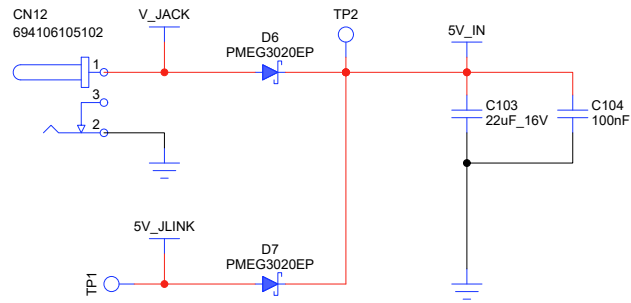 CN12
694106105102
V_JACK
D6
PMEG3020EP
TP2
5V_IN
1
3
2
C103
22uF_16V
C104
100nF
5V_JLINK
D7
PMEG3020EP
TP1